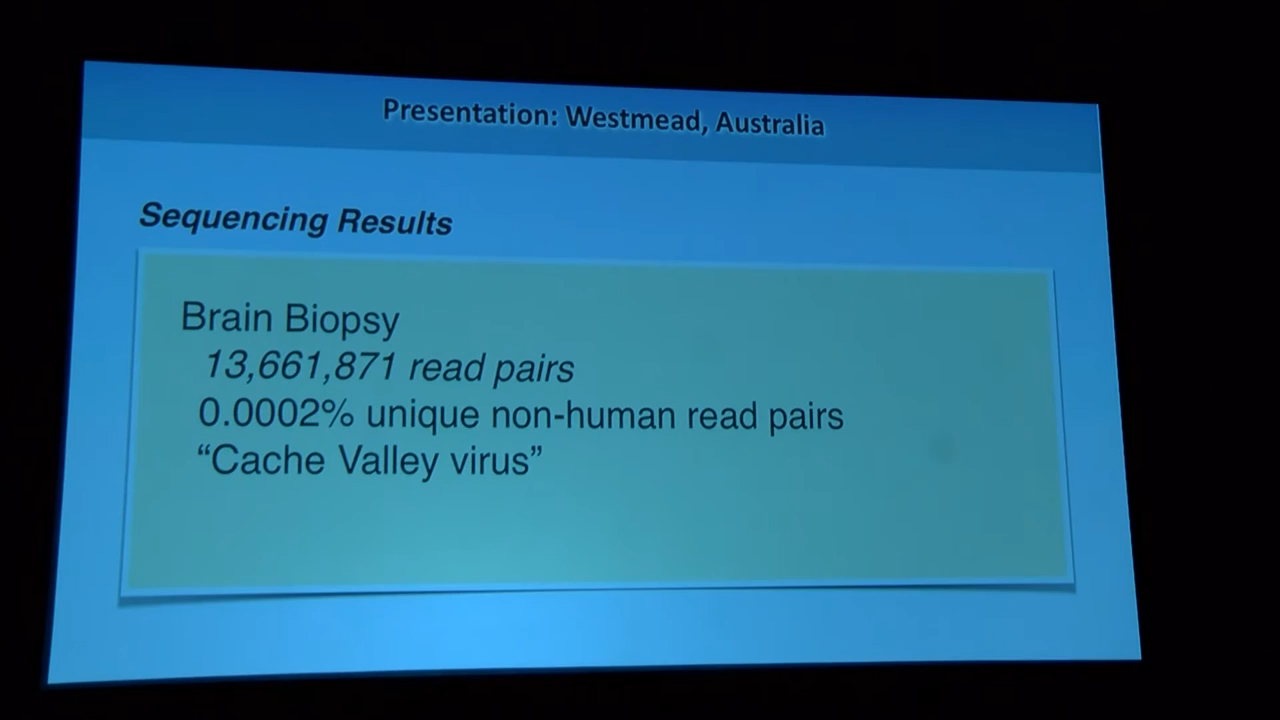 Presentation: Westmead, Australia
Sequencing Results
Brain Biopsy
13,661,871 read pairs
0.0002% unique non-human read pairs
“Cache Valley virus”